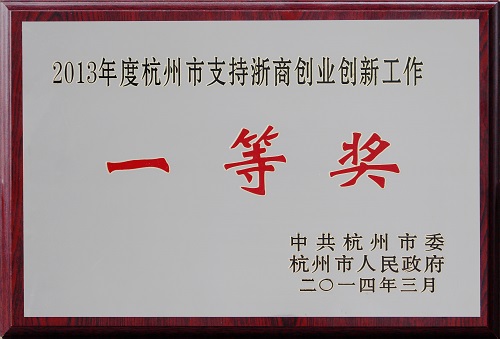 2013年度杭州市支持浙商创业创新工作
一等奖
中共杭州市委
杭州市人民政府
二〇一四年三月